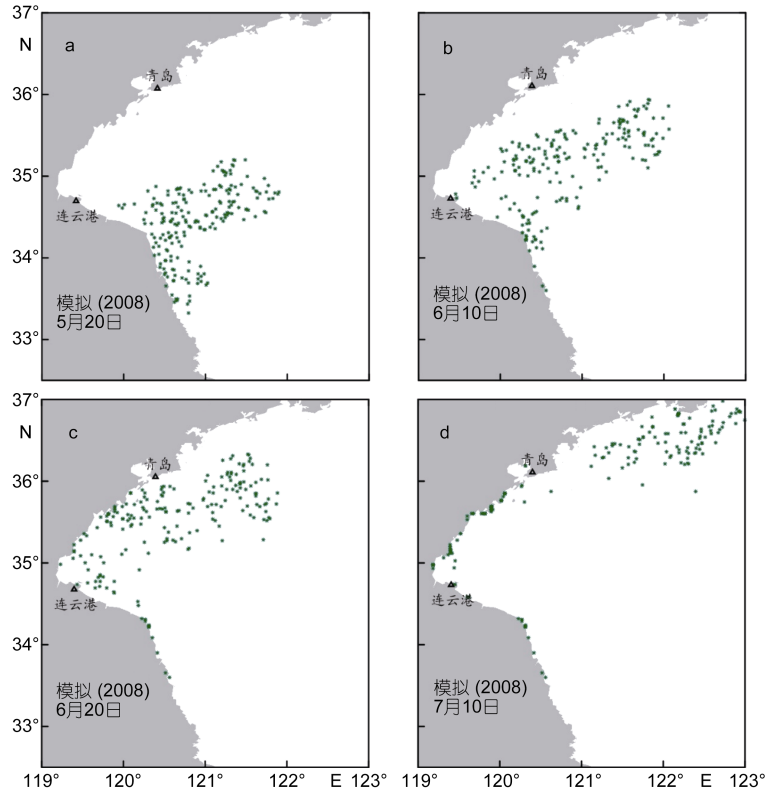 37°
N
a
b
青岛
青岛
36°
35°
连云港
连云港
34°
模拟 (2008)
5月20日
模拟 (2008)
6月10日
33°
37°
N
c
d
青岛
青岛
36°
35°
连云港
连云港
34°
模拟 (2008)
6月20日
模拟 (2008)
7月10日
33°
119° 120° 121° 122° E 123°
120° 121° 122° E 123°